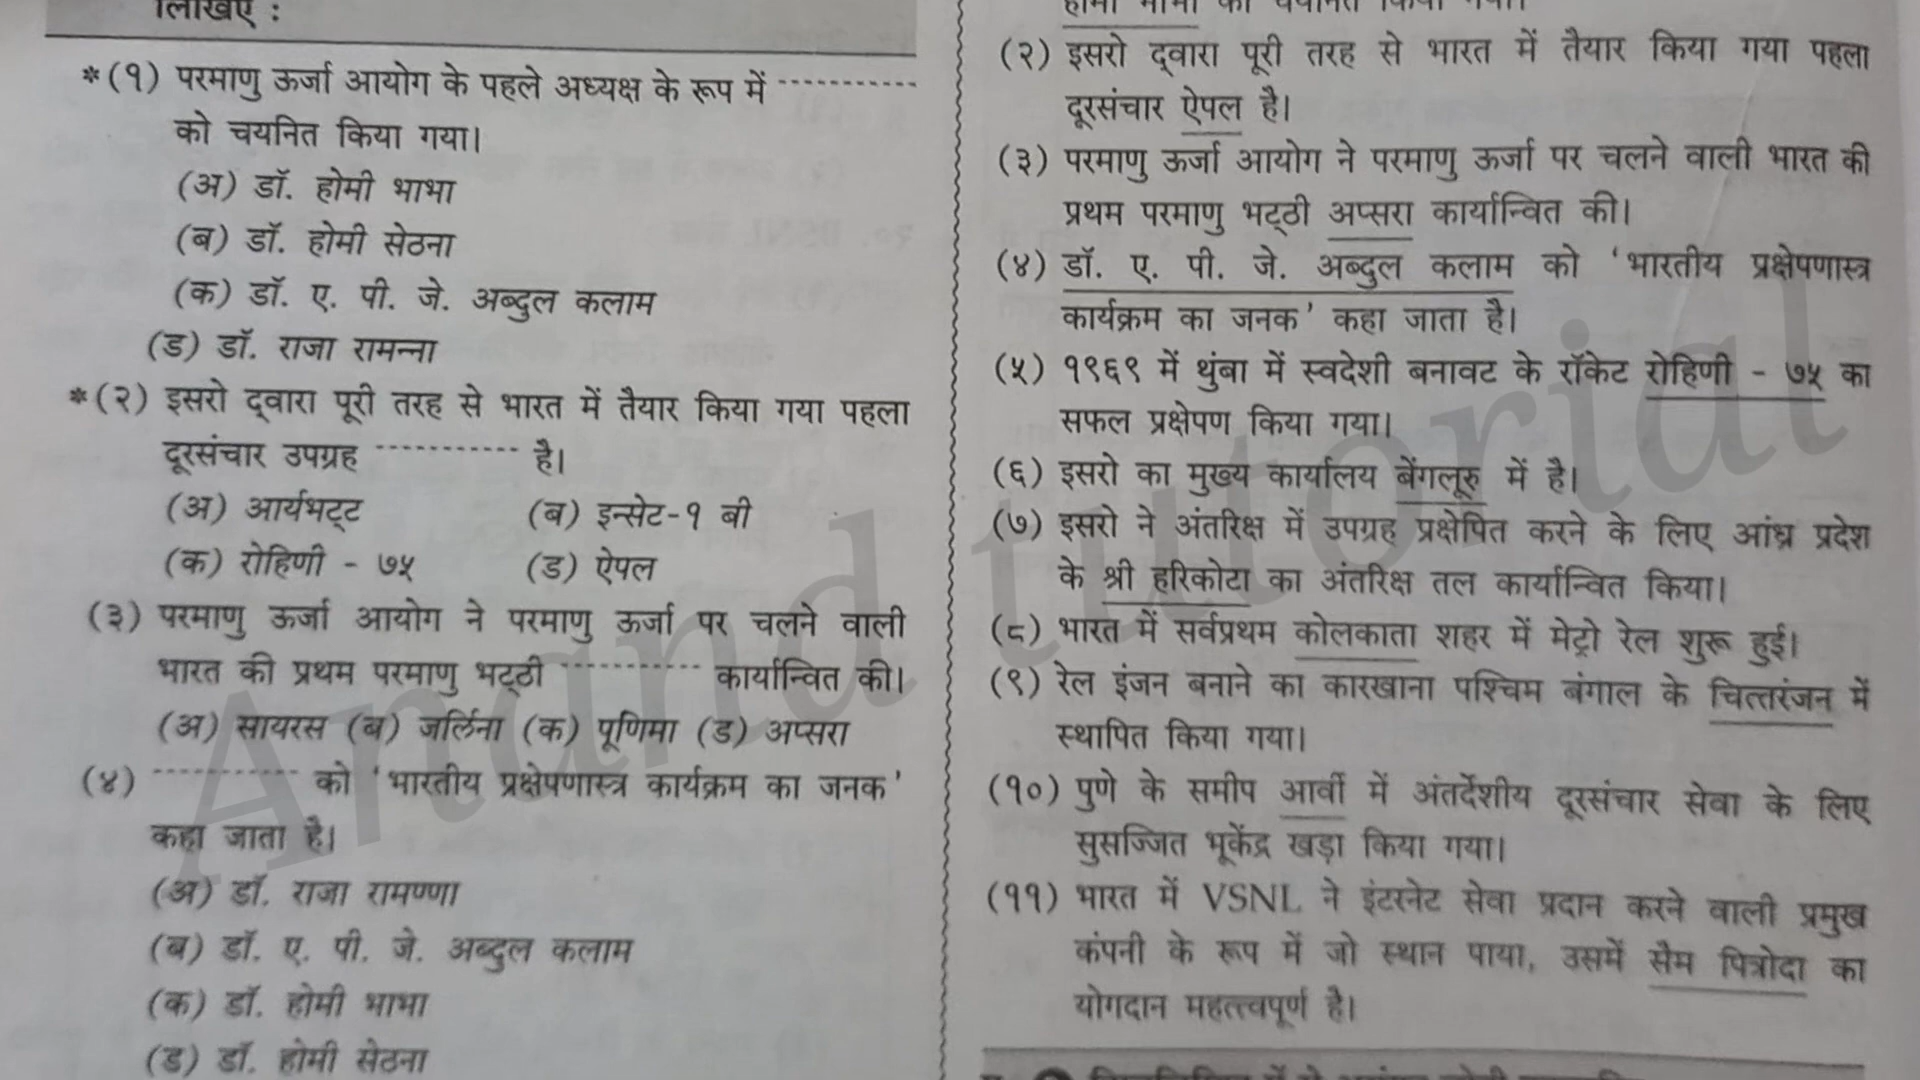 लिखिए :
*(१) परमाणु ऊर्जा आयोग के पहले अध्यक्ष के रूप में ------------
को चयनित किया गया।
(अ) डॉ. होमी भाभा
(ब) डॉ. होमी सेठना
(क) डॉ. ए. पी. जे. अब्दुल कलाम
(ड) डॉ. राजा रामन्ना
*(२) इसरो द्वारा पूरी तरह से भारत में तैयार किया गया पहला
दूरसंचार उपग्रह ------------ है।
(अ) आर्यभट्ट (ब) इन्सेट-१ बी
(क) रोहिणी - ७५ (ड) ऐपल
(३) परमाणु ऊर्जा आयोग ने परमाणु ऊर्जा पर चलने वाली
भारत की प्रथम परमाणु भट्ठी ------------ कार्यान्वित की।
(अ) सायरस (ब) जर्लिना (क) पूणिमा (ड) अप्सरा
(४) ------------ को 'भारतीय प्रक्षेपणास्त्र कार्यक्रम का जनक'
कहा जाता है।
(अ) डॉ. राजा रामण्णा
(ब) डॉ. ए. पी. जे. अब्दुल कलाम
(क) डॉ. होमी भाभा
(ड) डॉ. होमी सेठना
होमी भाभा को चयनित किया गया।
(२) इसरो द्वारा पूरी तरह से भारत में तैयार किया गया पहला
दूरसंचार ऐपल है।
(३) परमाणु ऊर्जा आयोग ने परमाणु ऊर्जा पर चलने वाली भारत की
प्रथम परमाणु भट्ठी अप्सरा कार्यान्वित की।
(४) डॉ. ए. पी. जे. अब्दुल कलाम को 'भारतीय प्रक्षेपणास्त्र
कार्यक्रम का जनक' कहा जाता है।
(५) १९६९ में थुंबा में स्वदेशी बनावट के रॉकेट रोहिणी - ७५ का
सफल प्रक्षेपण किया गया।
(६) इसरो का मुख्य कार्यालय बेंगलूरु में है।
(७) इसरो ने अंतरिक्ष में उपग्रह प्रक्षेपित करने के लिए आंध्र प्रदेश
के श्री हरिकोटा का अंतरिक्ष तल कार्यान्वित किया।
(८) भारत में सर्वप्रथम कोलकाता शहर में मेट्रो रेल शुरू हुई।
(९) रेल इंजन बनाने का कारखाना पश्चिम बंगाल के चित्तरंजन में
स्थापित किया गया।
(१०) पुणे के समीप आर्वी में अंतर्देशीय दूरसंचार सेवा के लिए
सुसज्जित भूकेंद्र खड़ा किया गया।
(११) भारत में VSNL ने इंटरनेट सेवा प्रदान करने वाली प्रमुख
कंपनी के रूप में जो स्थान पाया, उसमें सैम पित्रोदा का
योगदान महत्त्वपूर्ण है।
Anand tutorial